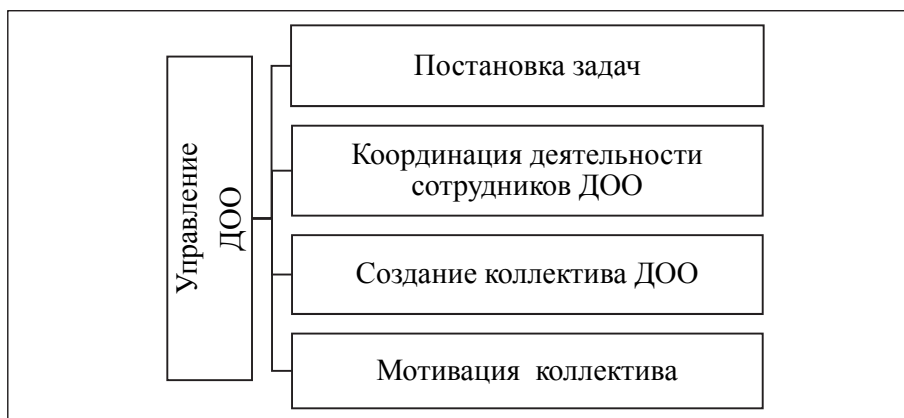 Управление
ДОО
Постановка задач
Координация деятельности
сотрудников ДОО
Создание коллектива ДОО
Мотивация коллектива